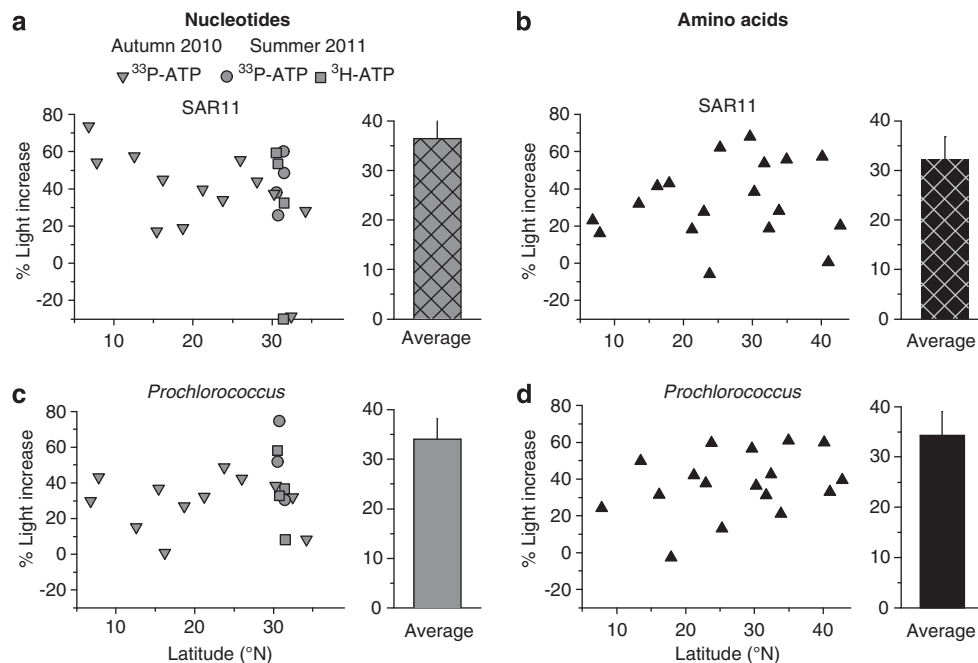 a
Nucleotides
Autumn 2010 Summer 2011
³³P-ATP ³³P-ATP ³H-ATP
SAR11
% Light increase
80
60
40
20
0
-20
10 20 30
40
30
20
10
0
Average
b
Amino acids
SAR11
% Light increase
80
60
40
20
0
-20
10 20 30 40
40
30
20
10
0
Average
c
Prochlorococcus
% Light increase
80
60
40
20
0
-20
10 20 30
Latitude (°N)
40
30
20
10
0
Average
d
Prochlorococcus
% Light increase
80
60
40
20
0
-20
10 20 30 40
Latitude (°N)
40
30
20
10
0
Average